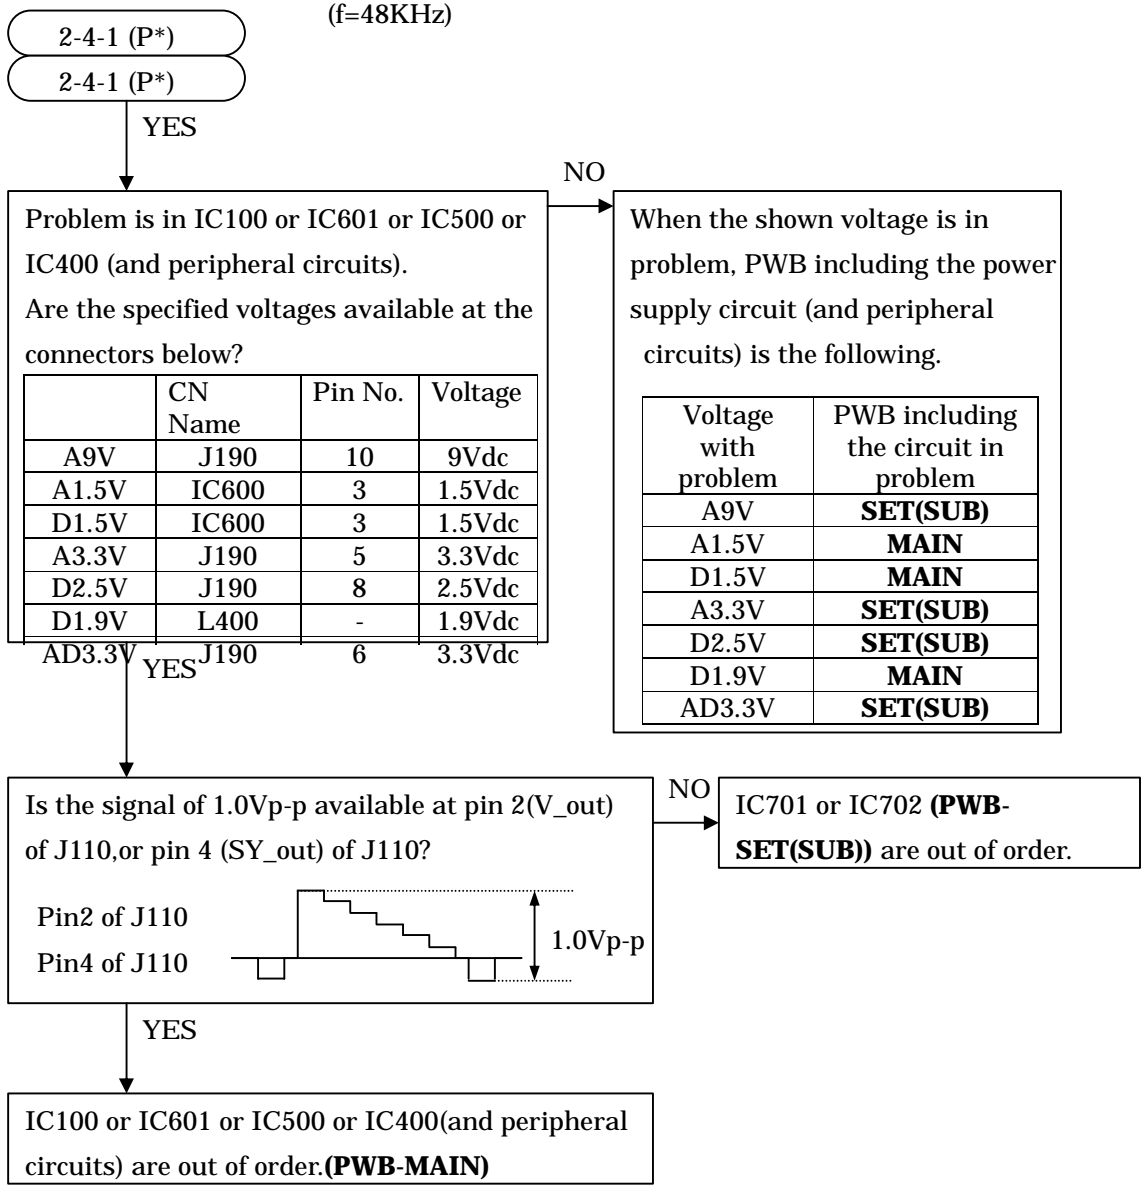 (f=48KHz)
2-4-1 (P*)
2-4-1 (P*)
YES
NO
Problem is in IC100 or IC601 or IC500 or
IC400 (and peripheral circuits).
Are the specified voltages available at the
connectors below?
CN Name Pin No. Voltage
A9V J190 10 9Vdc
A1.5V IC600 3 1.5Vdc
D1.5V IC600 3 1.5Vdc
A3.3V J190 5 3.3Vdc
D2.5V J190 8 2.5Vdc
D1.9V L400 - 1.9Vdc
AD3.3V J190 6 3.3Vdc
When the shown voltage is in
problem, PWB including the power
supply circuit (and peripheral
circuits) is the following.
Voltage with problem PWB including the circuit in problem
A9V SET(SUB)
A1.5V MAIN
D1.5V MAIN
A3.3V SET(SUB)
D2.5V SET(SUB)
D1.9V MAIN
AD3.3V SET(SUB)
YES
Is the signal of 1.0Vp-p available at pin 2(V_out)
of J110,or pin 4 (SY_out) of J110?
Pin2 of J110
Pin4 of J110
1.0Vp-p
NO
IC701 or IC702 (PWB-
SET(SUB)) are out of order.
YES
IC100 or IC601 or IC500 or IC400(and peripheral
circuits) are out of order.(PWB-MAIN)